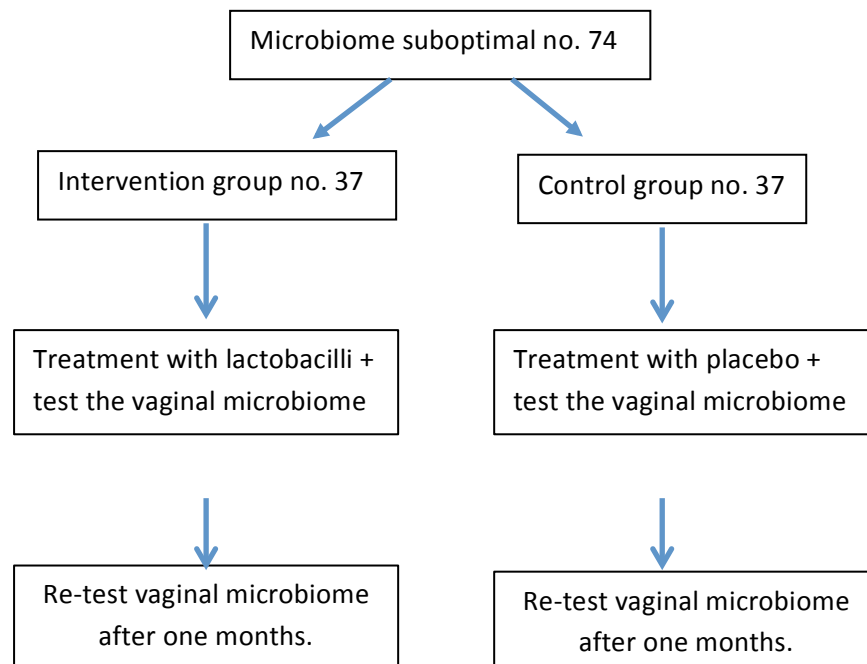 Microbiome suboptimal no. 74
Intervention group no. 37
Control group no. 37
Treatment with lactobacilli +
test the vaginal microbiome
Treatment with placebo +
test the vaginal microbiome
Re-test vaginal microbiome
after one months.
Re-test vaginal microbiome
after one months.